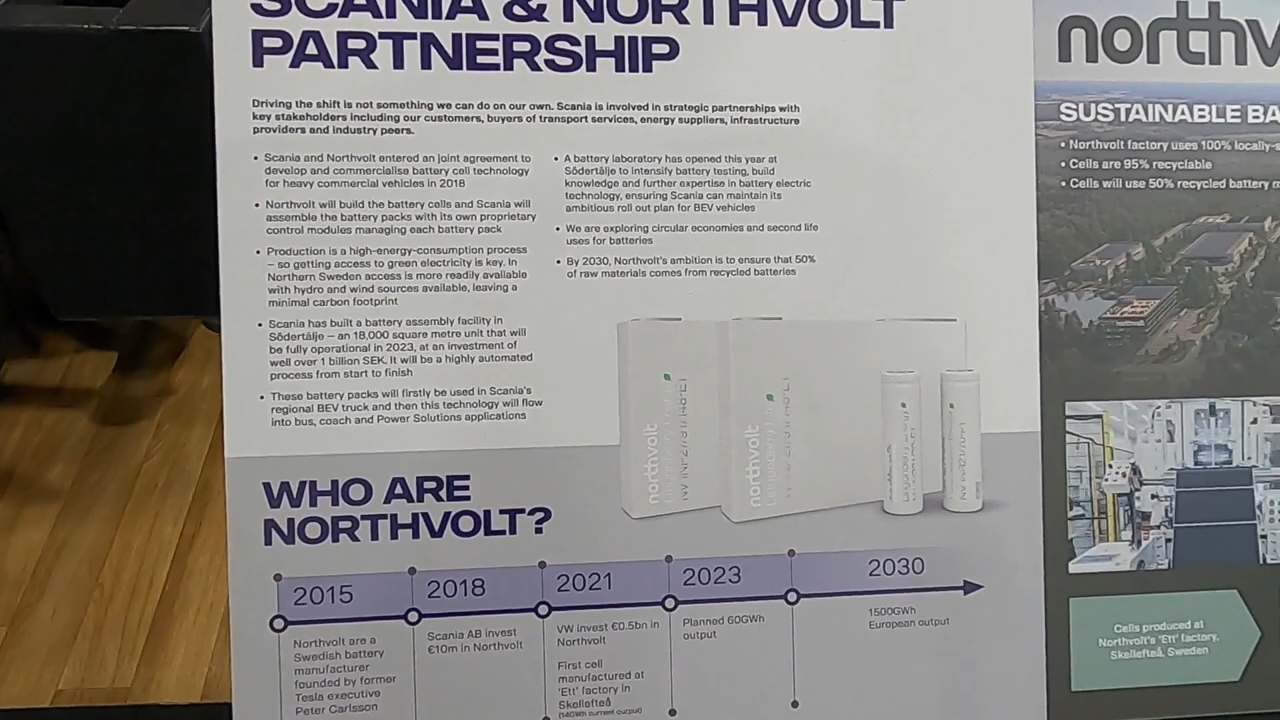 SCANIA & NORTHVOLT
PARTNERSHIP
Driving the shift is not something we can do on our own. Scania is involved in strategic partnerships with
key stakeholders including our customers, buyers of transport services, energy suppliers, infrastructure
providers and industry peers.
• Scania and Northvolt entered an joint agreement to
develop and commercialise battery cell technology
for heavy commercial vehicles in 2018
• Northvolt will build the battery cells and Scania will
assemble the battery packs with its own proprietary
control modules managing each battery pack
• Production is a high-energy-consumption process
– so getting access to green electricity is key. In
Northern Sweden access is more readily available
with hydro and wind sources available, leaving a
minimal carbon footprint
• Scania has built a battery assembly facility in
Södertälje – an 18,000 square metre unit that will
be fully operational in 2023, at an investment of
well over 1 billion SEK. It will be a highly automated
process from start to finish
• These battery packs will firstly be used in Scania's
regional BEV truck and then this technology will flow
into bus, coach and Power Solutions applications
• A battery laboratory has opened this year at
Södertälje to intensify battery testing, build
knowledge and further expertise in battery electric
technology, ensuring Scania can maintain its
ambitious roll out plan for BEV vehicles
• We are exploring circular economies and second life
uses for batteries
• By 2030, Northvolt's ambition is to ensure that 50%
of raw materials comes from recycled batteries
northvolt
northvolt
WHO ARE
NORTHVOLT?
2015
Northvolt are a
Swedish battery
manufacturer
founded by former
Tesla executive
Peter Carlsson
2018
Scania AB invest
€10m in Northvolt
2021
VW invest €0.5bn in
Northvolt
First cell
manufactured at
'Ett' factory in
Skellefteå
(14GWh current output)
2023
Planned 60GWh
output
2030
1500GWh
European output
northv
SUSTAINABLE BA
• Northvolt factory uses 100% locally-s
• Cells are 95% recyclable
• Cells will use 50% recycled battery m
Cells produced at
Northvolt's 'Ett' factory,
Skellefteå, Sweden